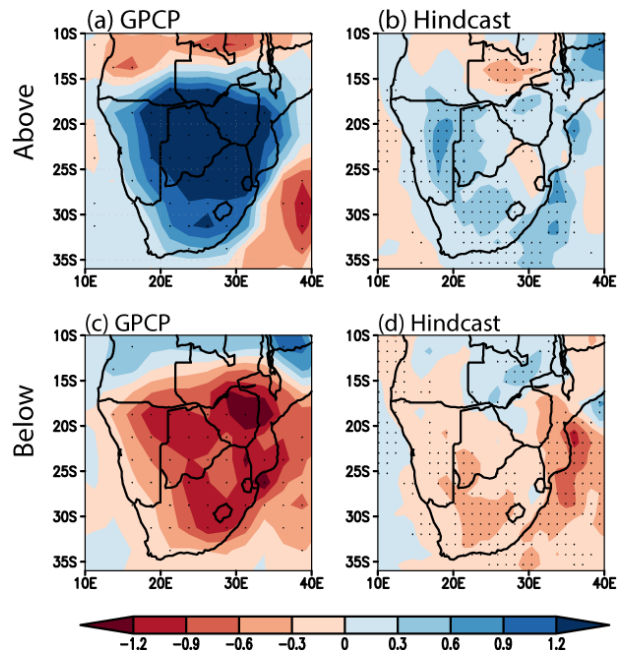 (a) GPCP
(b) Hindcast
Above
10S
15S
20S
25S
30S
35S
10E
20E
30E
40E
10S
15S
20S
25S
30S
35S
10E
20E
30E
40E
(c) GPCP
(d) Hindcast
Below
10S
15S
20S
25S
30S
35S
10E
20E
30E
40E
10S
15S
20S
25S
30S
35S
10E
20E
30E
40E
-1.2 -0.9 -0.6 -0.3 0 0.3 0.6 0.9 1.2